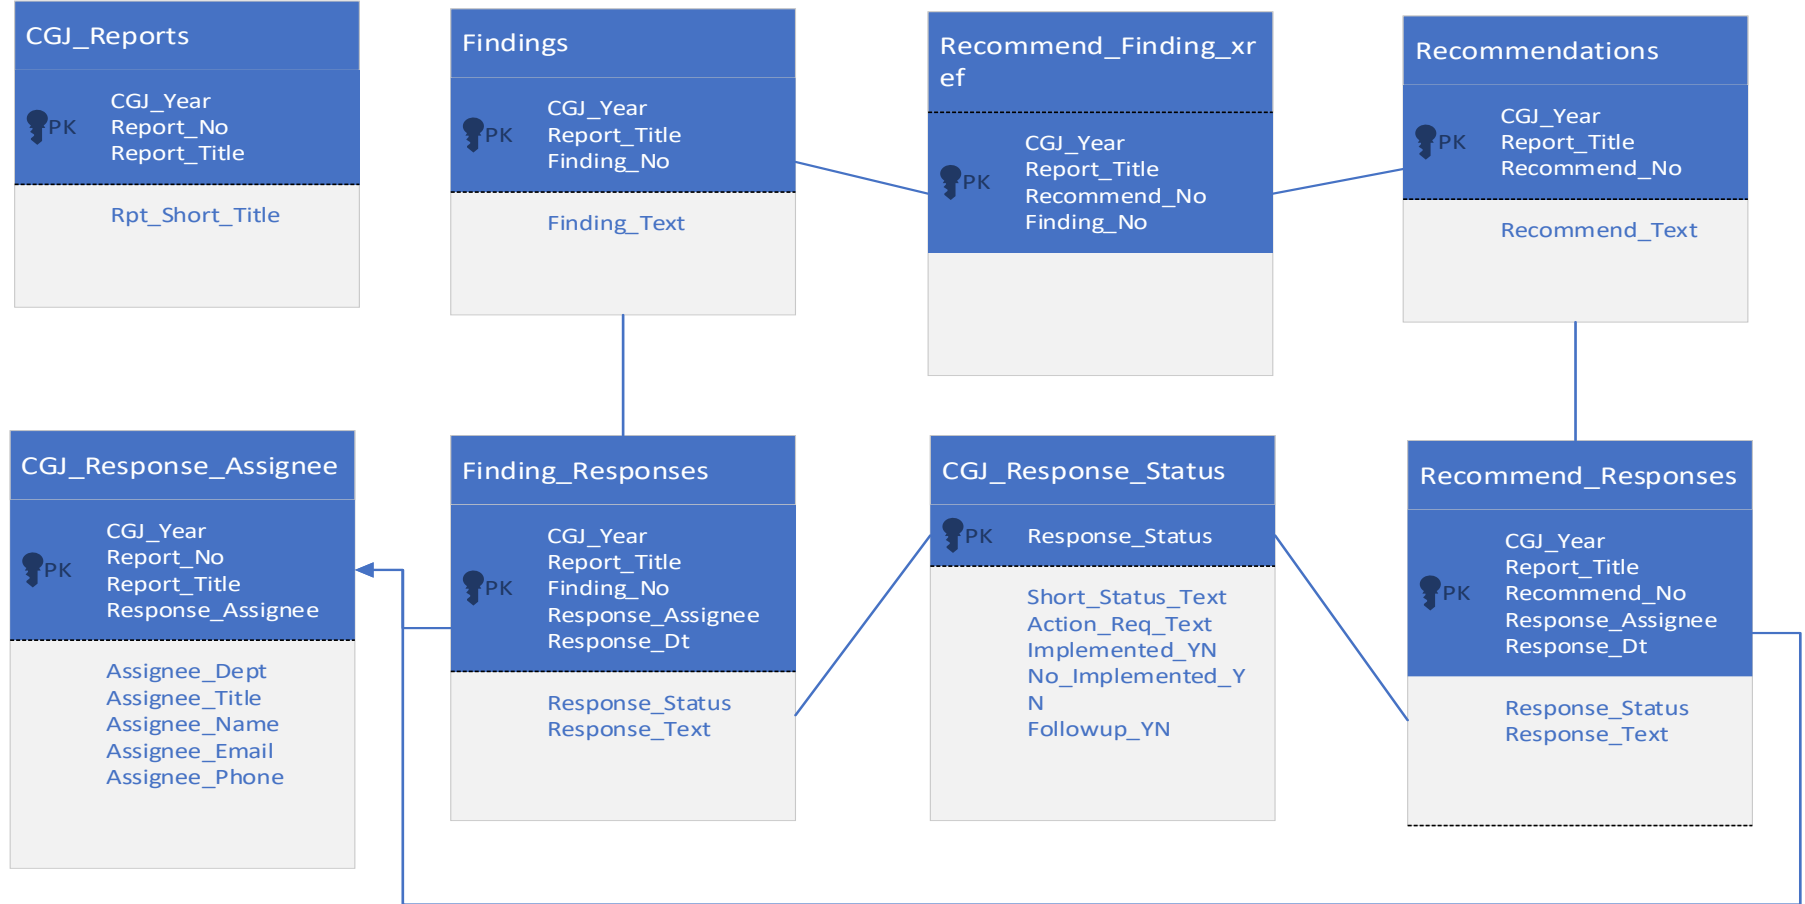 CGJ_Reports
PK
CGJ_Year
Report_No
Report_Title
Rpt_Short_Title
Findings
PK
CGJ_Year
Report_Title
Finding_No
Finding_Text
Recommend_Finding_xr
ef
PK
CGJ_Year
Report_Title
Recommend_No
Finding_No
Recommendations
PK
CGJ_Year
Report_Title
Recommend_No
Recommend_Text
CGJ_Response_Assignee
PK
CGJ_Year
Report_No
Report_Title
Response_Assignee
Assignee_Dept
Assignee_Title
Assignee_Name
Assignee_Email
Assignee_Phone
Finding_Responses
PK
CGJ_Year
Report_Title
Finding_No
Response_Assignee
Response_Dt
Response_Status
Response_Text
CGJ_Response_Status
PK
Response_Status
Short_Status_Text
Action_Req_Text
Implemented_YN
No_Implemented_Y
N
Followup_YN
Recommend_Responses
PK
CGJ_Year
Report_Title
Recommend_No
Response_Assignee
Response_Dt
Response_Status
Response_Text